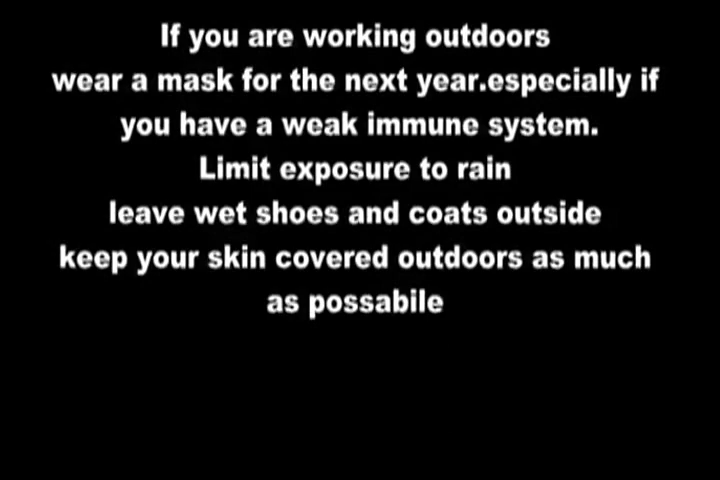 If you are working outdoors
wear a mask for the next year.especially if
you have a weak immune system.
Limit exposure to rain
leave wet shoes and coats outside
keep your skin covered outdoors as much
as possabile